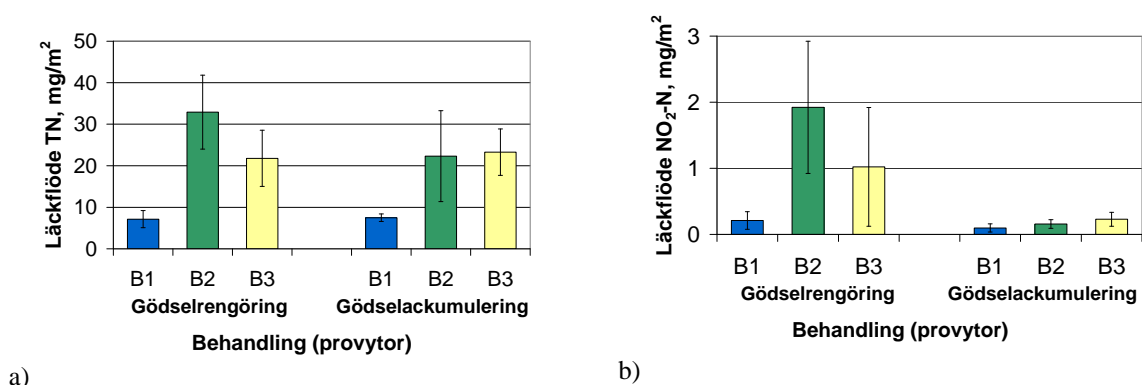 Läckflöde TN, mg/m²
50
40
30
20
10
0
B1 B2 B3 B1 B2 B3
Gödselrengöring Gödselackumulering
Behandling (provytor)
a)
Läckflöde NO₂-N, mg/m²
3
2
1
0
B1 B2 B3 B1 B2 B3
Gödselrengöring Gödselackumulering
Behandling (provytor)
b)